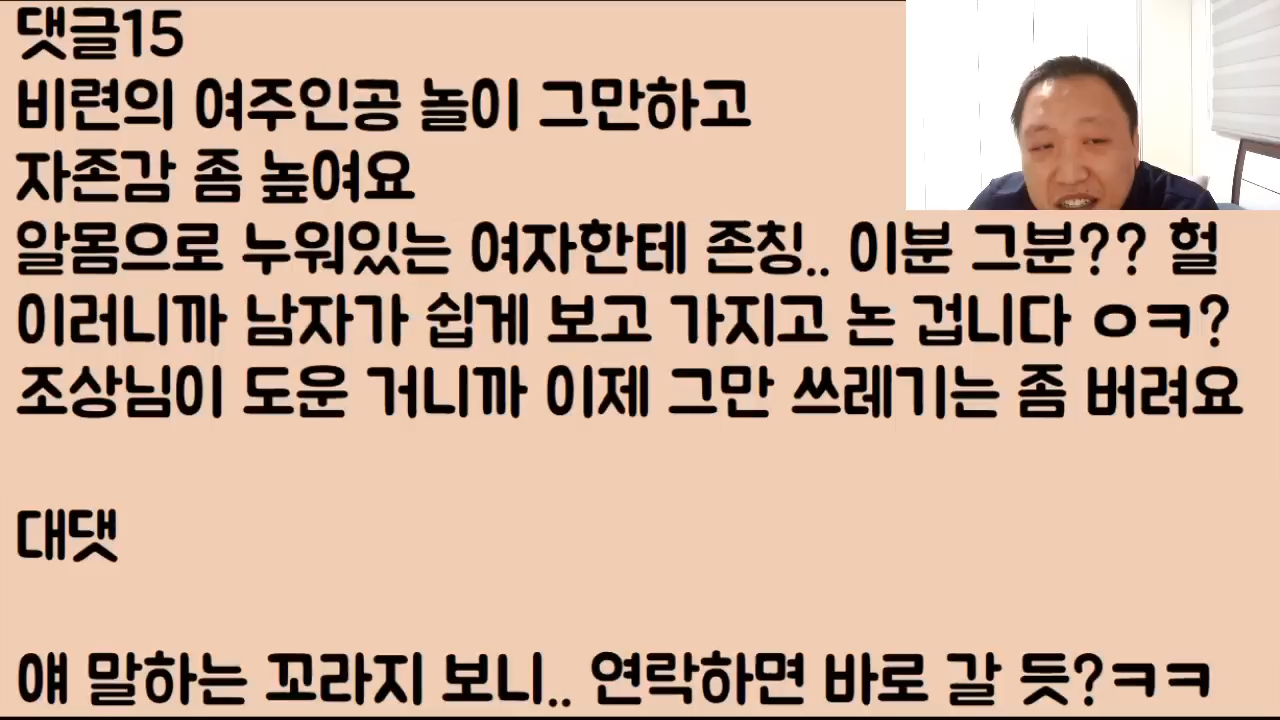 댓글15
비련의 여주인공 놀이 그만하고
자존감 좀 높여요
알몸으로 누워있는 여자한테 존칭.. 이분 그분?? 헐
이러니까 남자가 쉽게 보고 가지고 논 겁니다 ㅇㅋ?
조상님이 도운 거니까 이제 그만 쓰레기는 좀 버려요
대댓
얘 말하는 꼬라지 보니.. 연락하면 바로 갈 듯?ㅋㅋ